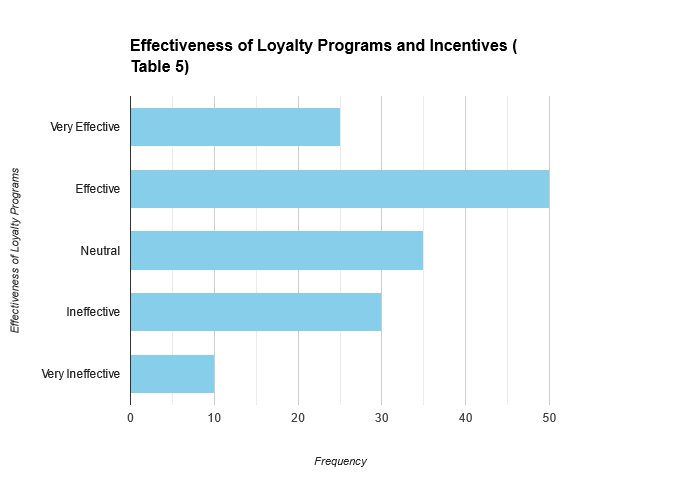 Effectiveness of Loyalty Programs and Incentives (
Table 5)
Effectiveness of Loyalty Programs
Very Effective
Effective
Neutral
Ineffective
Very Ineffective
0 10 20 30 40 50
Frequency